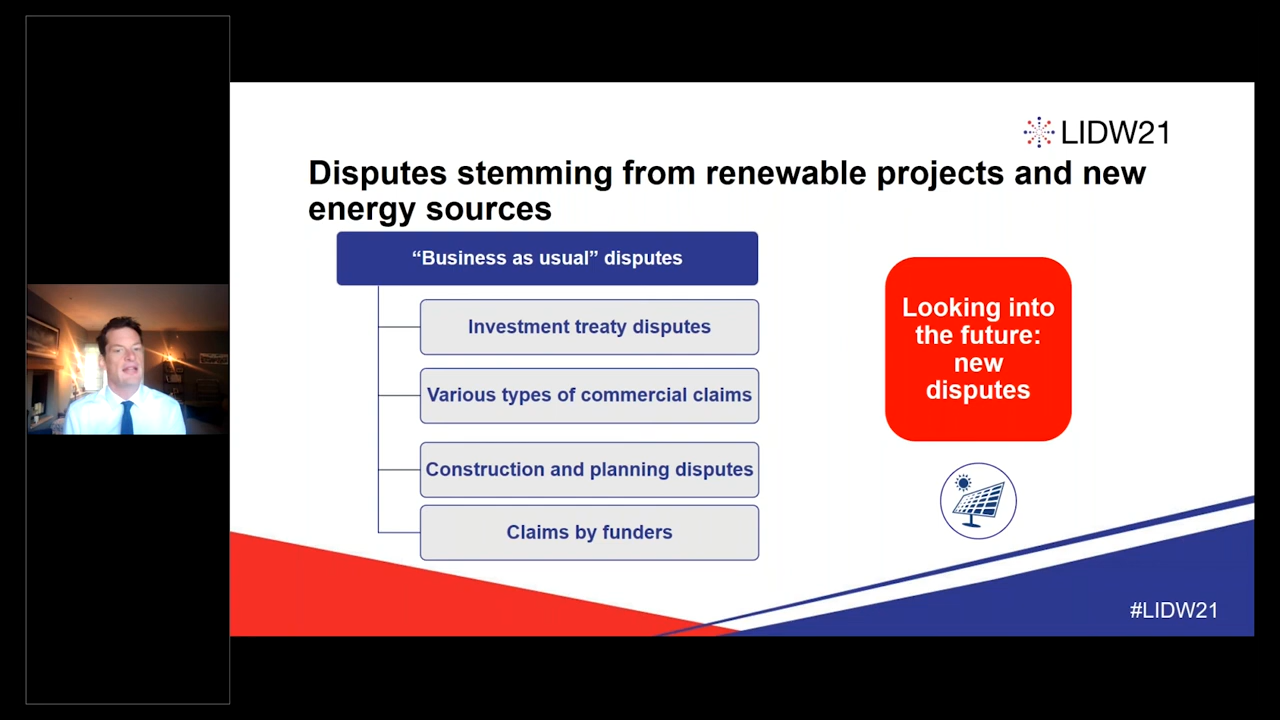 LIDW21
Disputes stemming from renewable projects and new
energy sources
“Business as usual” disputes
Investment treaty disputes
Various types of commercial claims
Construction and planning disputes
Claims by funders
Looking into
the future:
new
disputes
#LIDW21